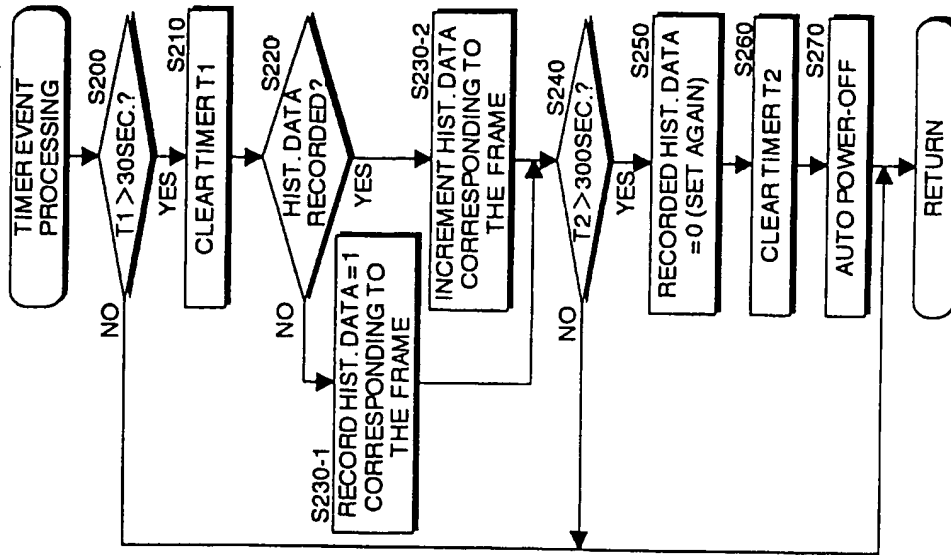 TIMER EVENT
PROCESSING
S200
T1 >30SEC.?
NO
YES
S210
CLEAR TIMER T1
S220
HIST. DATA
RECORDED?
NO
YES
S230-1
RECORD HIST. DATA=1
CORRESPONDING TO
THE FRAME
S230-2
INCREMENT HIST. DATA
CORRESPONDING TO
THE FRAME
S240
T2 >300SEC.?
NO
YES
S250
RECORDED HIST. DATA
=0 (SET AGAIN)
S260
CLEAR TIMER T2
S270
AUTO POWER-OFF
RETURN